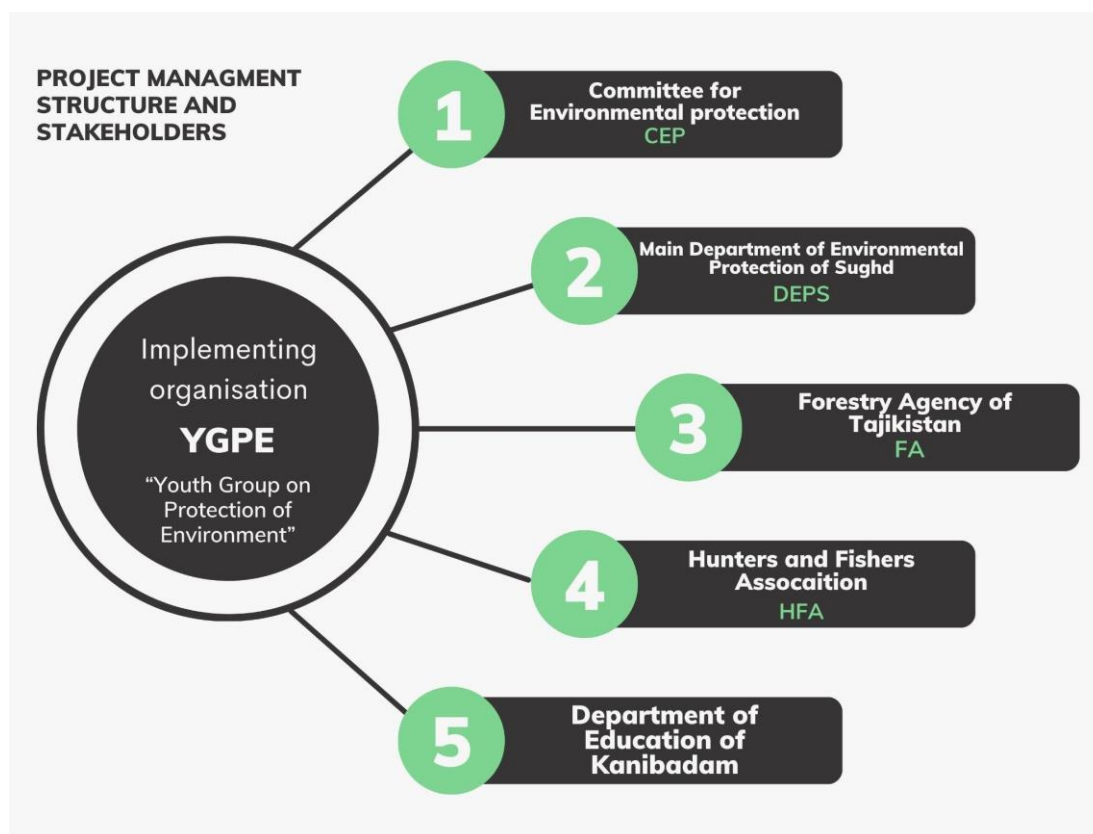 PROJECT MANAGMENT
STRUCTURE AND
STAKEHOLDERS
1
Committee for
Environmental protection
CEP
2
Main Department of Environmental
Protection of Sughd
DEPS
Implementing
organisation
YGPE
“Youth Group on
Protection of
Environment”
3
Forestry Agency of
Tajikistan
FA
4
Hunters and Fishers
Assocaition
HFA
5
Department of
Education of
Kanibadam